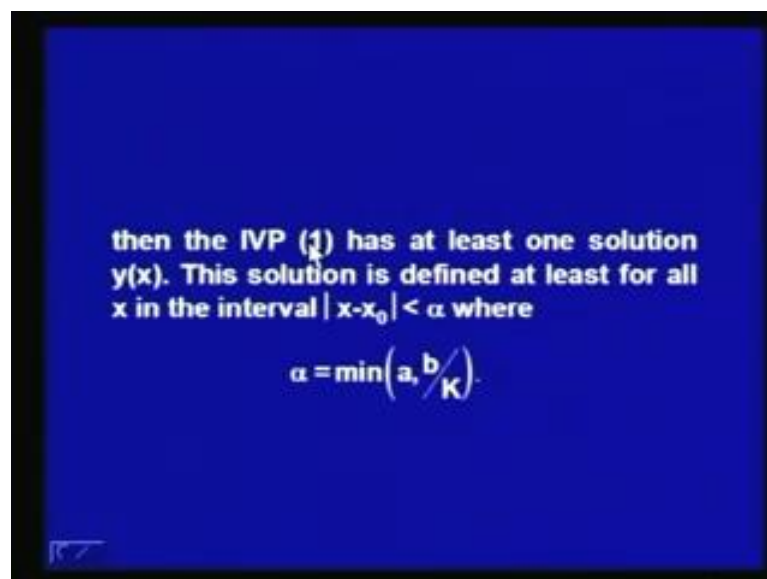 then the IVP (1) has at least one solution
y(x). This solution is defined at least for all
x in the interval |x-x₀| < α where
α = min(a, b/K).